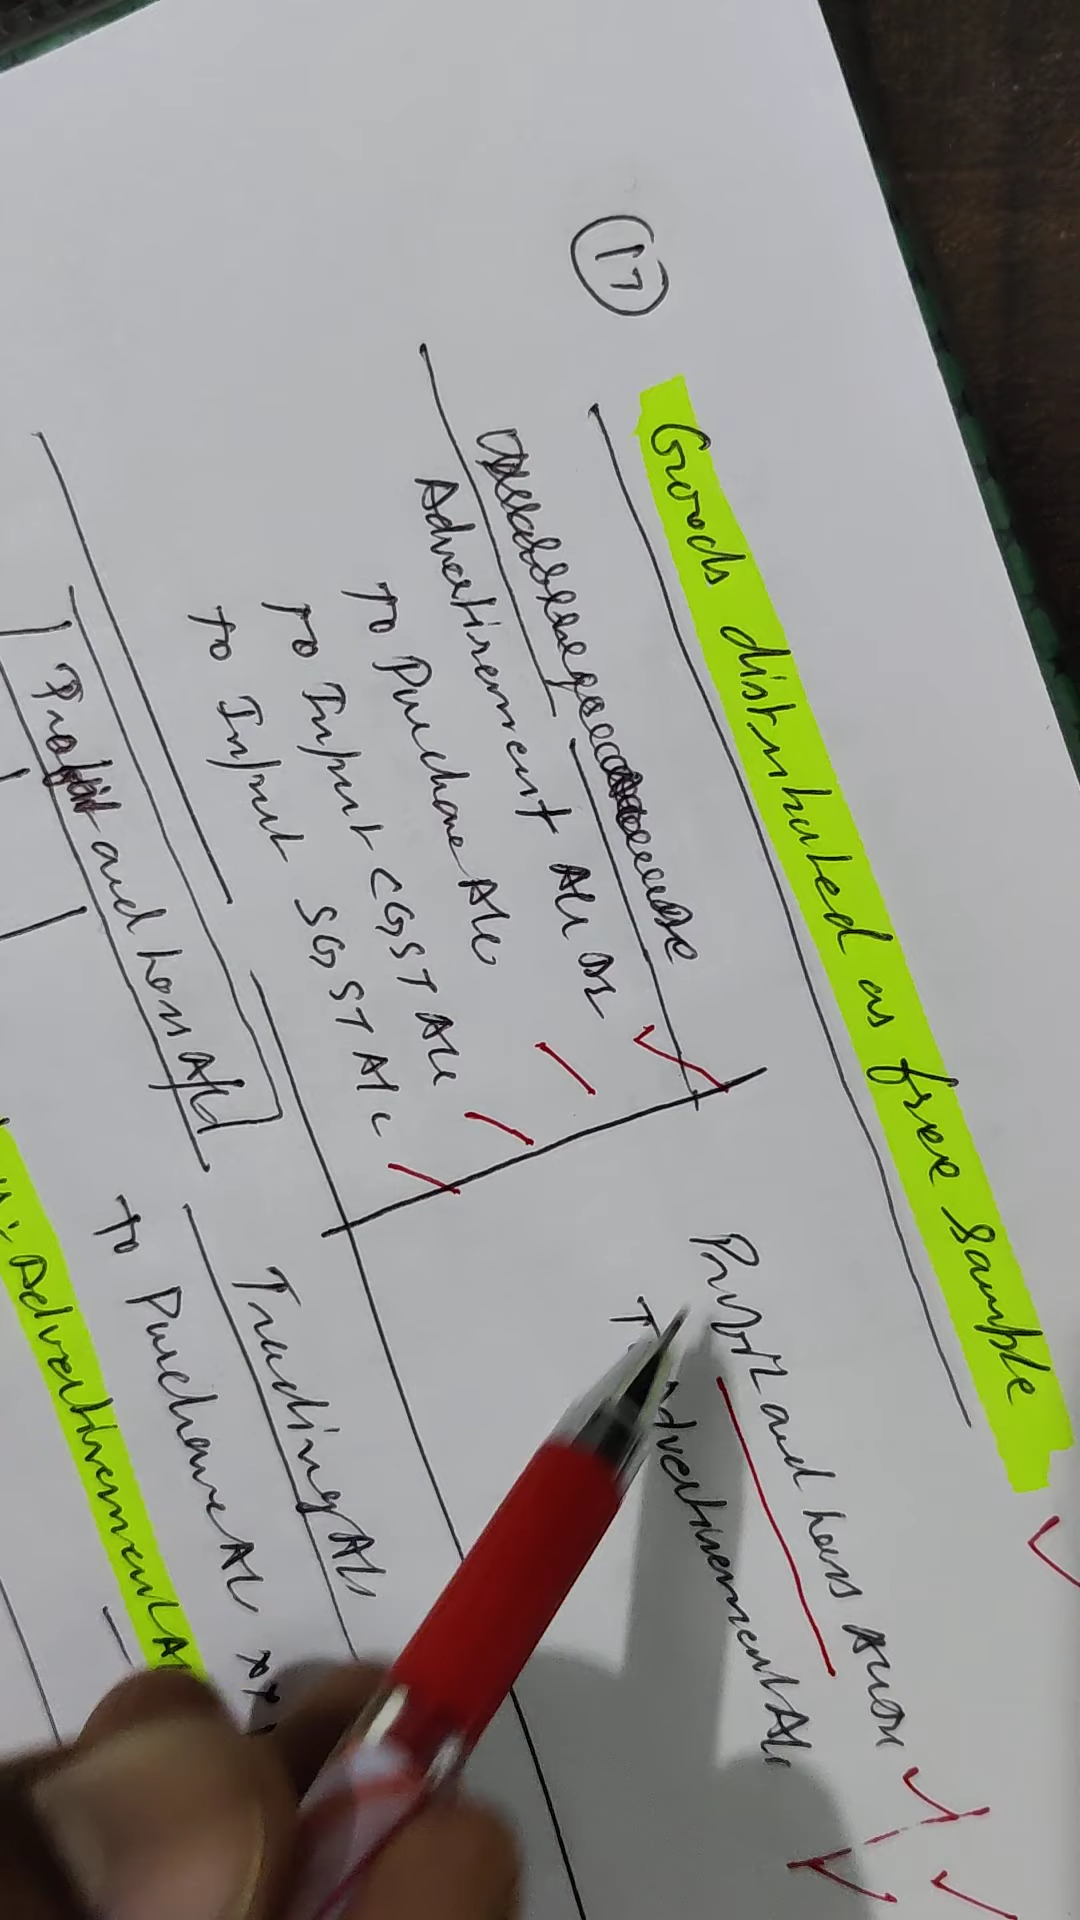 17
Goods distributed as free sample
Advertisement A/c Dr
To Purchase A/c
To Input CGST A/c
To Input SGST A/c
Profit and Loss A/c Dr
Advertisement A/c
Trading A/c
To Purchase A/c xx
Profit and Loss A/c
Advertisement A